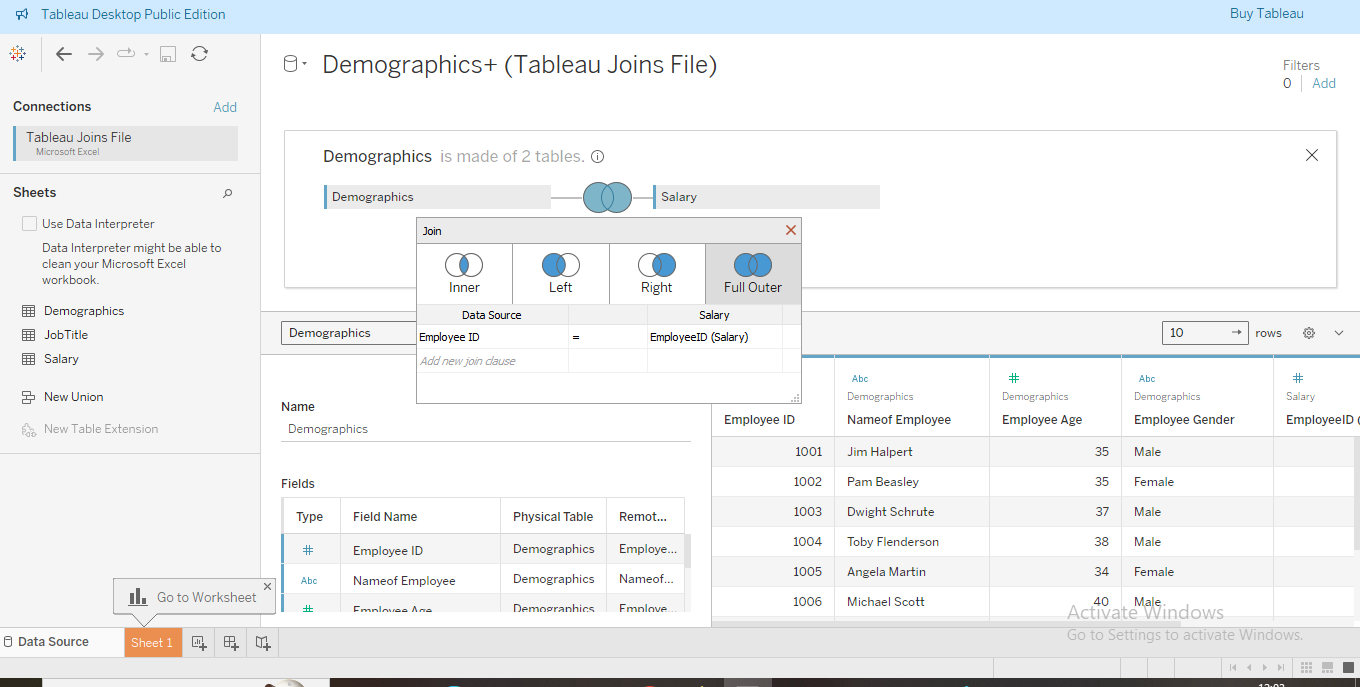 Tableau Desktop Public Edition
Buy Tableau
Demographics+ (Tableau Joins File)
Filters
0 Add
Connections
Add
Tableau Joins File
Microsoft Excel
Demographics is made of 2 tables.
Demographics
Salary
Sheets
Use Data Interpreter
Data Interpreter might be able to
clean your Microsoft Excel
workbook.
Demographics
JobTitle
Salary
New Union
New Table Extension
Join
Inner
Left
Right
Full Outer
Data Source Salary
Employee ID = EmployeeID (Salary)
Add new join clause
Demographics
10
rows
Name
Demographics
Fields
Type Field Name Physical Table Remot...
# Employee ID Demographics Employe...
Abc Nameof Employee Demographics Nameof...
# Employee Age Demographics Employe...
Abc # Abc #
Demographics Demographics Demographics Salary
Employee ID Nameof Employee Employee Age Employee Gender EmployeeID (
1001 Jim Halpert 35 Male
1002 Pam Beasley 35 Female
1003 Dwight Schrute 37 Male
1004 Toby Flenderson 38 Male
1005 Angela Martin 34 Female
1006 Michael Scott 40 Male
Activate Windows
Go to Settings to activate Windows.
Go to Worksheet
Data Source
Sheet 1